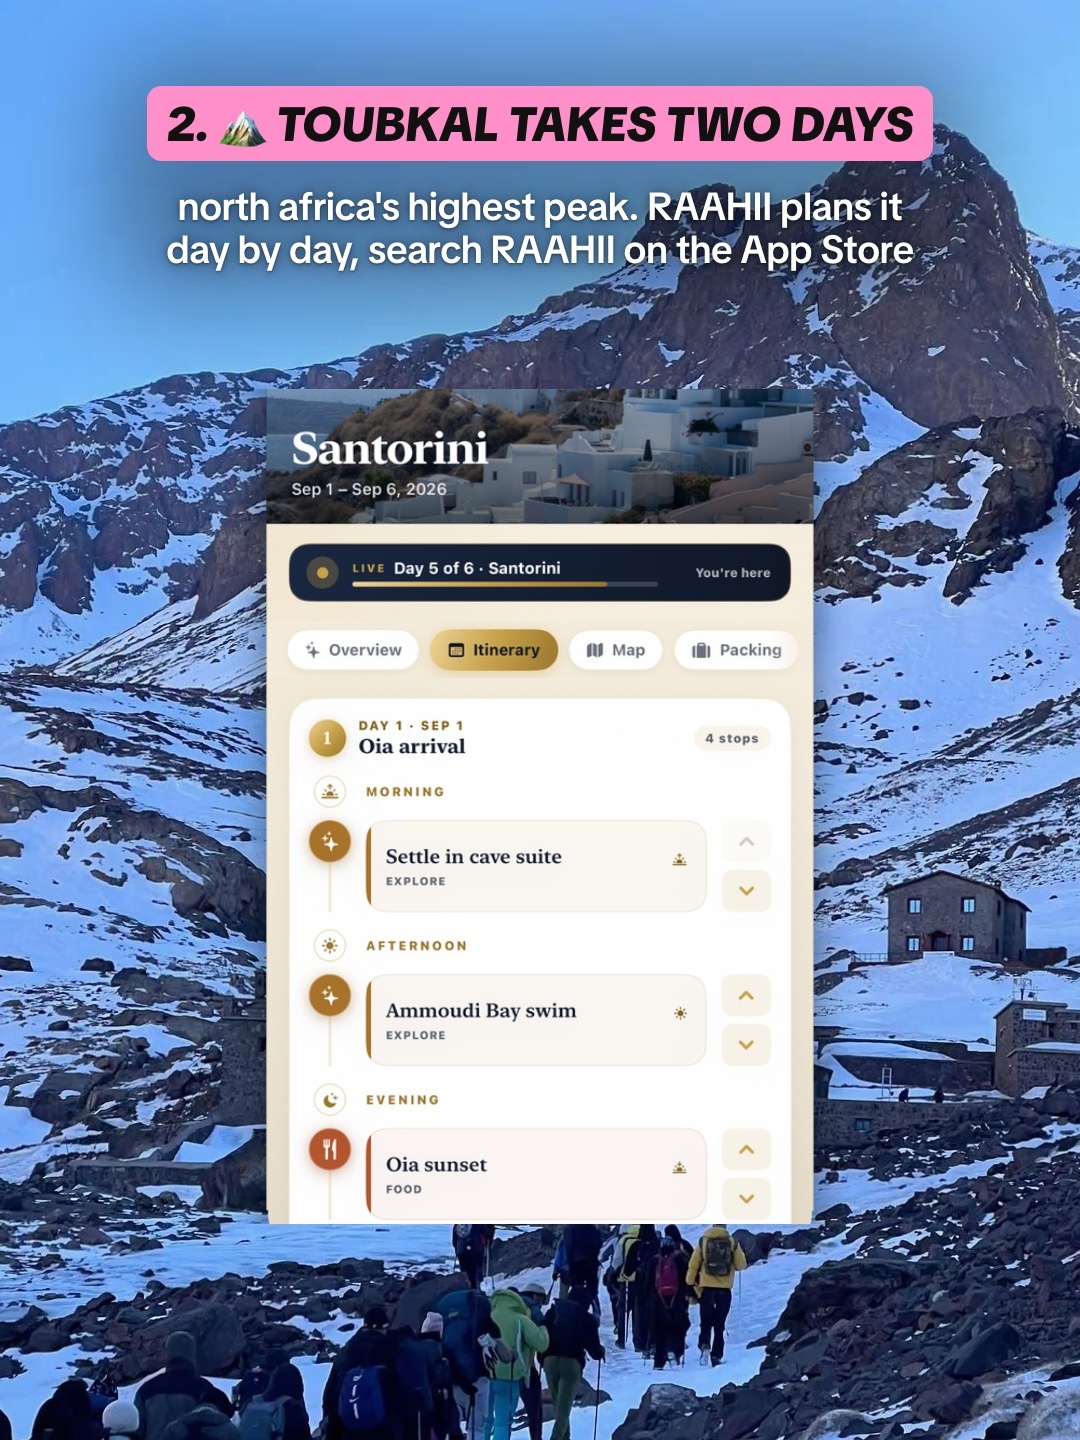 2. ⛰️ TOUBKAL TAKES TWO DAYS
north africa's highest peak. RAAHII plans it
day by day, search RAAHII on the App Store
Santorini
Sep 1 – Sep 6, 2026
LIVE Day 5 of 6 · Santorini
You're here
Overview
Itinerary
Map
Packing
1
DAY 1 · SEP 1
Oia arrival
4 stops
MORNING
Settle in cave suite
EXPLORE
AFTERNOON
Ammoudi Bay swim
EXPLORE
EVENING
Oia sunset
FOOD